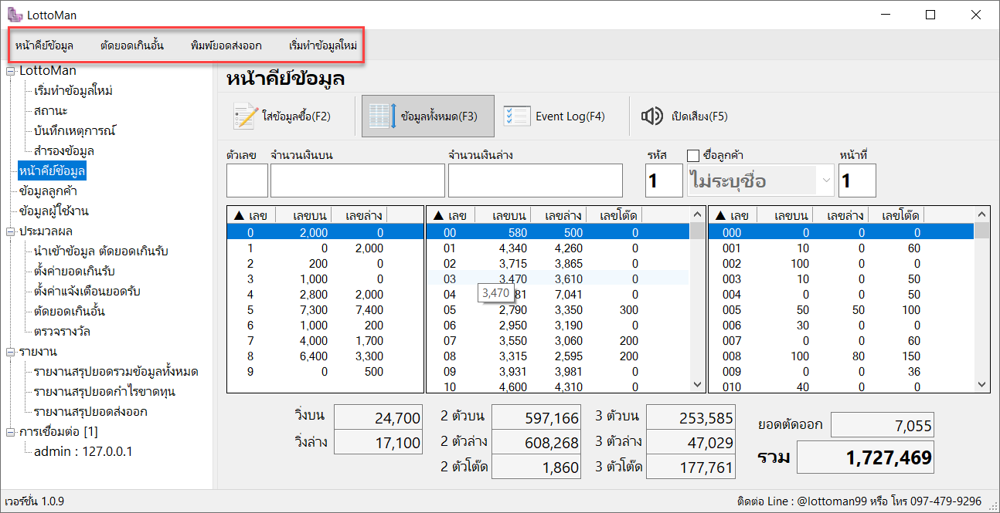 LottoMan
หน้าคีย์ข้อมูล ตัดยอดเกินอั้น พิมพ์ยอดส่งออก เริ่มทำข้อมูลใหม่
LottoMan
เริ่มทำข้อมูลใหม่
สถานะ
บันทึกเหตุการณ์
สำรองข้อมูล
หน้าคีย์ข้อมูล
ข้อมูลลูกค้า
ข้อมูลผู้ใช้งาน
ประมวลผล
นำเข้าข้อมูล ตัดยอดเกินรับ
ตั้งค่ายอดเกินรับ
ตั้งค่าแจ้งเตือนยอดรับ
ตัดยอดเกินอั้น
ตรวจรางวัล
รายงาน
รายงานสรุปยอดรวมข้อมูลทั้งหมด
รายงานสรุปยอดกำไรขาดทุน
รายงานสรุปยอดส่งออก
การเชื่อมต่อ [1]
admin : 127.0.0.1
หน้าคีย์ข้อมูล
ใส่ข้อมูลซื้อ(F2) ข้อมูลทั้งหมด(F3) Event Log(F4) เปิดเสียง(F5)
ตัวเลข จำนวนเงินบน จำนวนเงินล่าง รหัส ชื่อลูกค้า หน้าที่
1 ไม่ระบุชื่อ 1
▲ เลข เลขบน เลขล่าง
0 2,000 0
1 0 2,000
2 200 0
3 1,000 0
4 2,800 2,000
5 7,300 7,400
6 1,000 200
7 4,000 1,700
8 6,400 3,300
9 0 500
▲ เลข เลขบน เลขล่าง เลขโต๊ด
00 580 500 0
01 4,340 4,260 0
02 3,715 3,865 0
03 3,470 3,610 0
3,470
04 81 7,041 0
05 2,790 3,350 300
06 2,950 3,190 0
07 3,550 3,060 200
08 3,315 2,595 200
09 3,931 3,981 0
10 4,600 4,310 0
▲ เลข เลขบน เลขล่าง เลขโต๊ด
000 0 0 0
001 10 0 60
002 100 0 0
003 10 0 50
004 0 0 50
005 50 50 100
006 30 0 0
007 0 0 60
008 100 80 150
009 0 0 36
010 40 0 0
วิ่งบน 24,700 2 ตัวบน 597,166 3 ตัวบน 253,585 ยอดตัดออก 7,055
วิ่งล่าง 17,100 2 ตัวล่าง 608,268 3 ตัวล่าง 47,029 รวม 1,727,469
2 ตัวโต๊ด 1,860 3 ตัวโต๊ด 177,761
เวอร์ชั่น 1.0.9 ติดต่อ Line : @lottoman99 หรือ โทร 097-479-9296